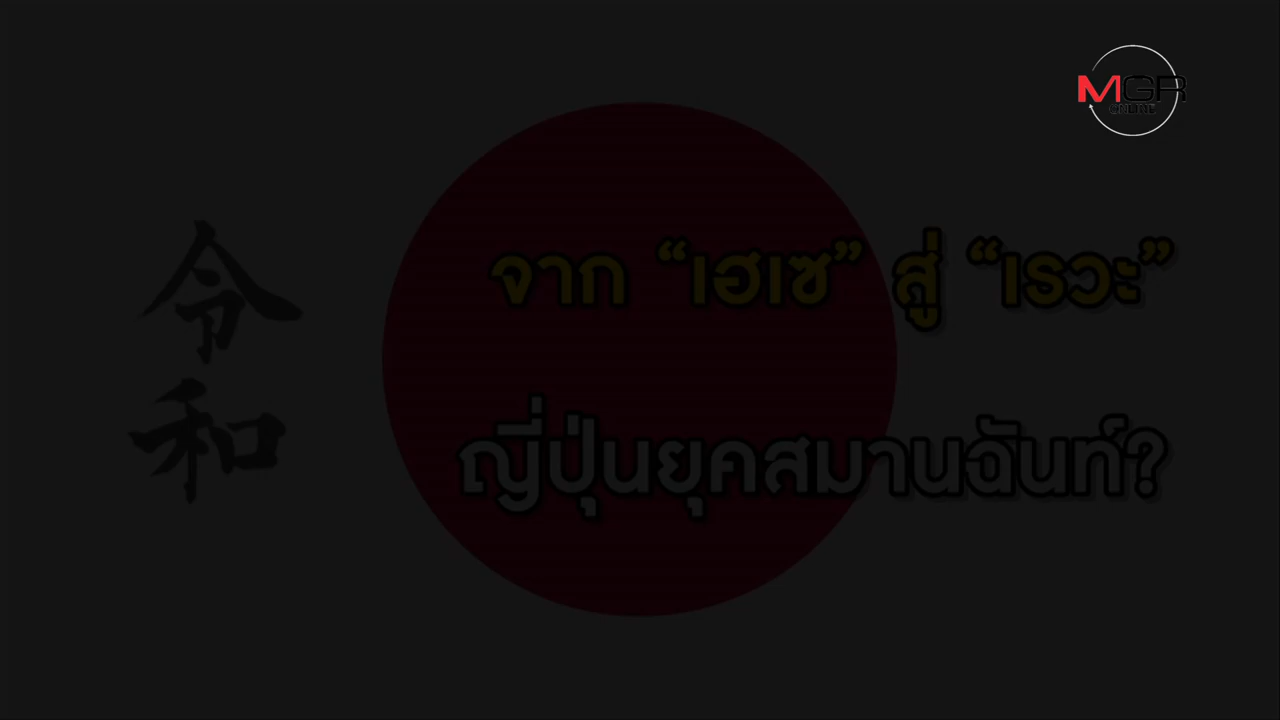 MGR
ONLINE
令和
จาก “เฮเซ” สู่ “เรวะ”
ญี่ปุ่นยุคสมานฉันท์?